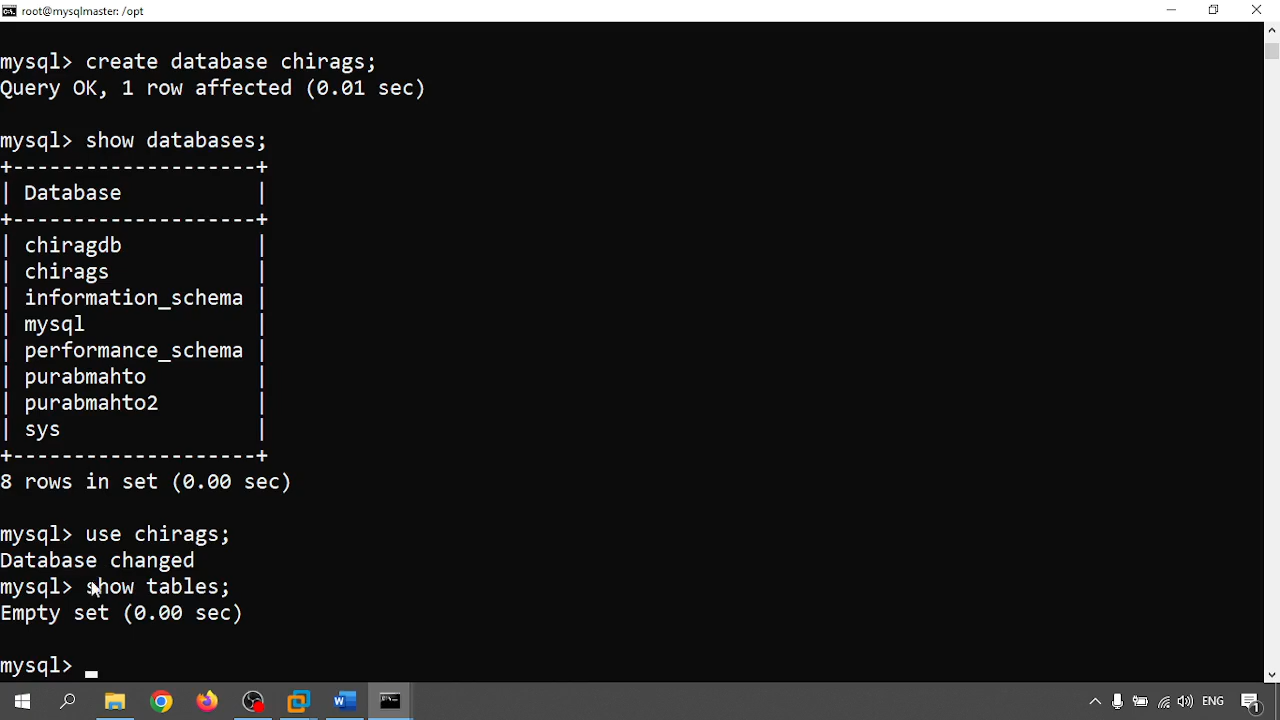 root@mysqlmaster: /opt
mysql> create database chirags;
Query OK, 1 row affected (0.01 sec)
mysql> show databases;
+--------------------+
| Database           |
+--------------------+
| chiragdb           |
| chirags            |
| information_schema |
| mysql              |
| performance_schema |
| purabmahto         |
| purabmahto2        |
| sys                |
+--------------------+
8 rows in set (0.00 sec)
mysql> use chirags;
Database changed
mysql> show tables;
Empty set (0.00 sec)
mysql>
ENG
1